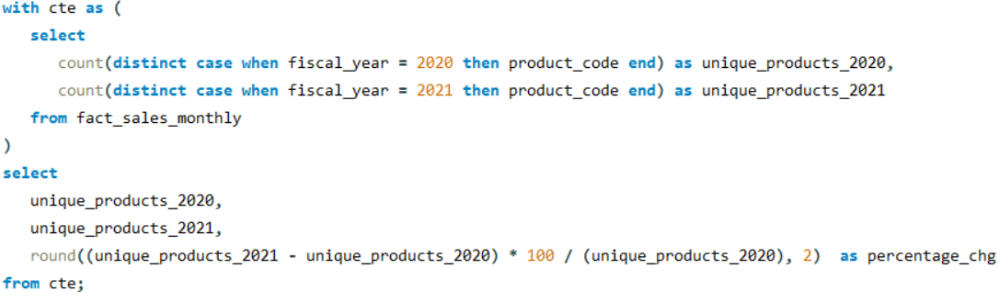 with cte as (
select
count(distinct case when fiscal_year = 2020 then product_code end) as unique_products_2020,
count(distinct case when fiscal_year = 2021 then product_code end) as unique_products_2021
from fact_sales_monthly
)
select
unique_products_2020,
unique_products_2021,
round((unique_products_2021 - unique_products_2020) * 100 / (unique_products_2020), 2)  as percentage_chg
from cte;